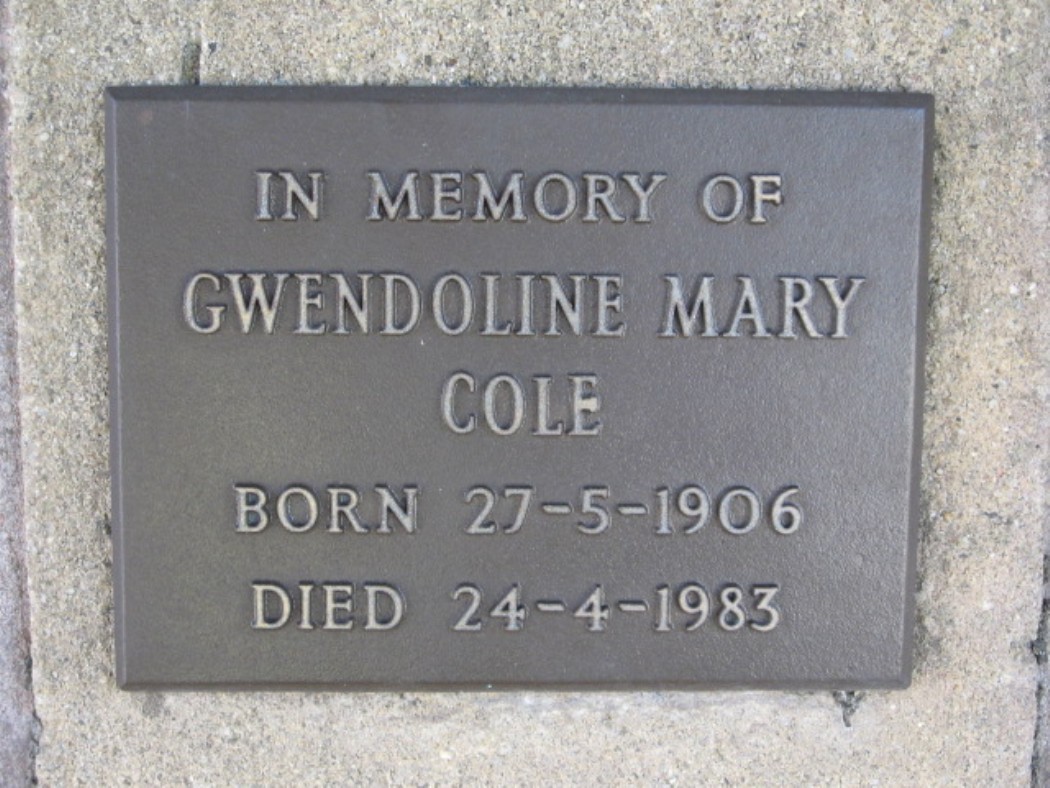 IN MEMORY OF
GWENDOLINE MARY
COLE
BORN 27-5-1906
DIED 24-4-1983